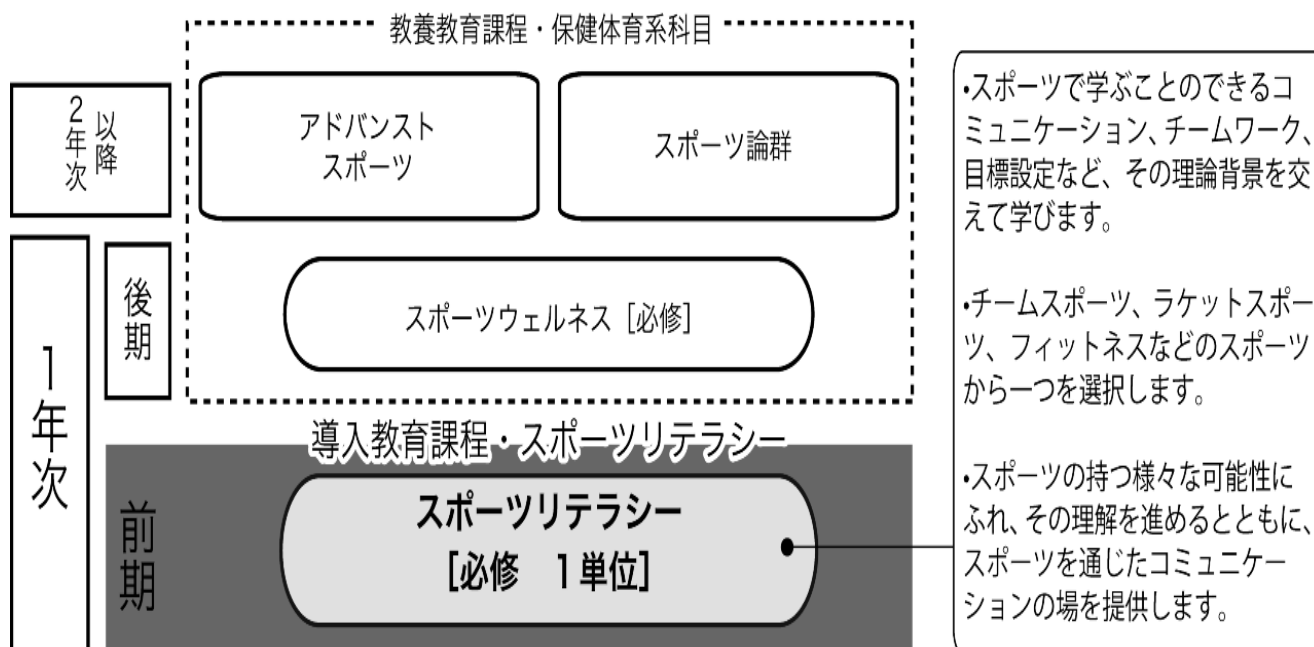 教養教育課程・保健体育系科目
2年次
以降
アドバンスト
スポーツ
スポーツ論群
1年次
後期
スポーツウェルネス［必修］
導入教育課程・スポーツリテラシー
前期
スポーツリテラシー
［必修　1単位］
•スポーツで学ぶことのできるコ
ミュニケーション、チームワーク、
目標設定など、その理論背景を交
えて学びます。
•チームスポーツ、ラケットスポー
ツ、フィットネスなどのスポーツ
から一つを選択します。
•スポーツの持つ様々な可能性に
ふれ、その理解を進めるとともに、
スポーツを通じたコミュニケー
ションの場を提供します。